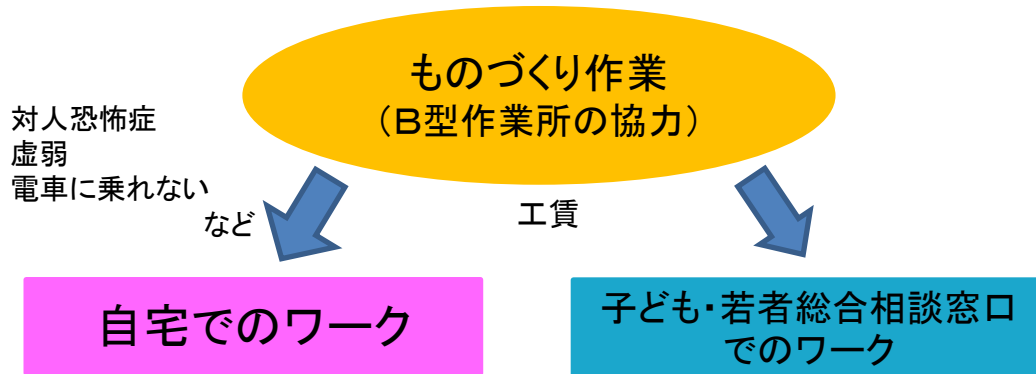 ものづくり作業
（Ｂ型作業所の協力）
対人恐怖症
虚弱
電車に乗れない
など
工賃
自宅でのワーク
子ども・若者総合相談窓口
でのワーク